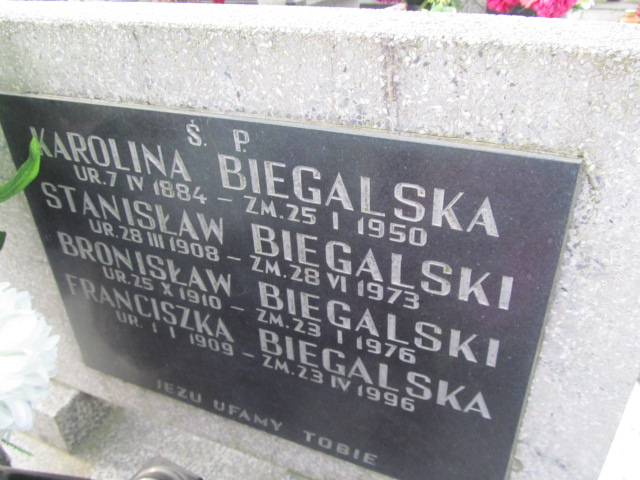 Ś. P.
KAROLINA BIEGALSKA
UR. 7 IV 1884 - ZM. 25 I 1950
STANISŁAW BIEGALSKI
UR. 28 III 1908 - ZM. 28 VI 1973
BRONISŁAW BIEGALSKI
UR. 25 X 1910 - ZM. 23 I 1976
FRANCISZKA BIEGALSKA
UR. 1 I 1909 - ZM. 23 IV 1996
JEZU UFAMY TOBIE